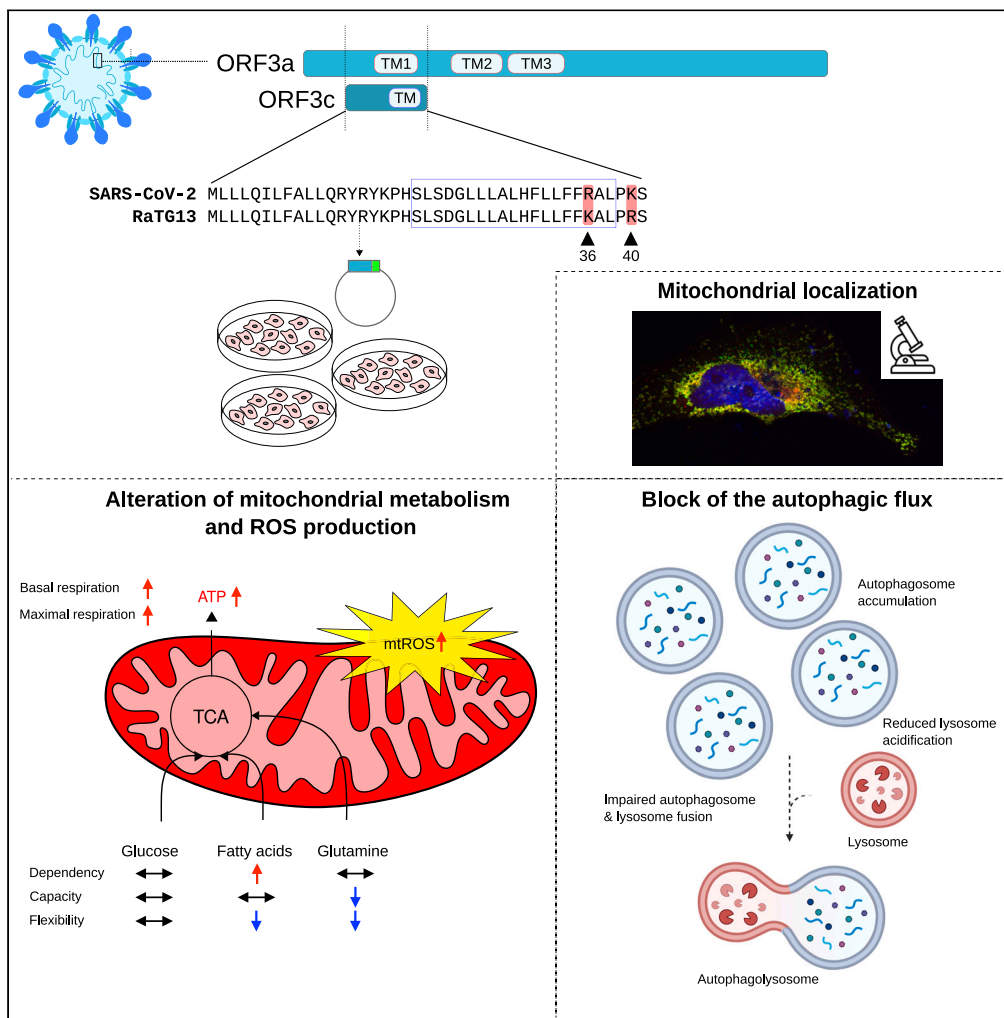 ORF3a
TM1
TM2
TM3
ORF3c
TM
SARS-CoV-2 MLLLQILFALLQRYRYKPHSLSDGLLLALHFLLFFRALPKS
RaTG13 MLLLQILFALLQRYRYKPHSLSDGLLLALHFLLFFKALPRS
36 40
Mitochondrial localization
Alteration of mitochondrial metabolism
and ROS production
Basal respiration
Maximal respiration
ATP
mtROS
TCA
Glucose Fatty acids Glutamine
Dependency
Capacity
Flexibility
Block of the autophagic flux
Autophagosome
accumulation
Reduced lysosome
acidification
Impaired autophagosome
& lysosome fusion
Lysosome
Autophagolysosome